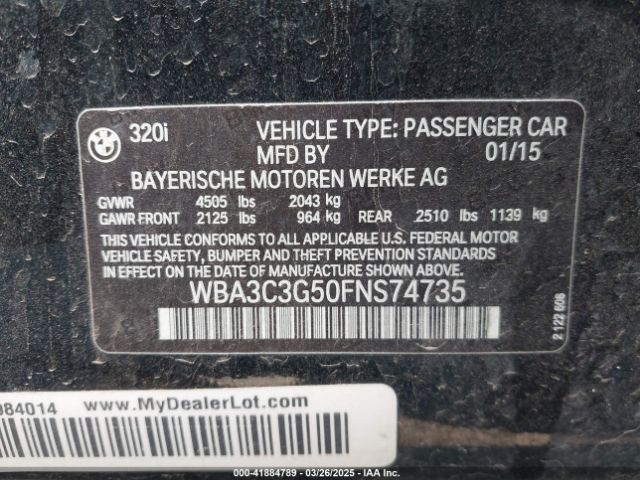 BMW
320i VEHICLE TYPE: PASSENGER CAR
MFD BY 01/15
BAYERISCHE MOTOREN WERKE AG
GVWR 4505 lbs 2043 kg
GAWR FRONT 2125 lbs 964 kg REAR 2510 lbs 1139 kg
THIS VEHICLE CONFORMS TO ALL APPLICABLE U.S. FEDERAL MOTOR
VEHICLE SAFETY, BUMPER AND THEFT PREVENTION STANDARDS
IN EFFECT ON THE DATE OF MANUFACTURE SHOWN ABOVE.
WBA3C3G50FNS74735
2 122 608
984014 www.MyDealerLot.com
000-41884789 — 03/26/2025 — IAA Inc.